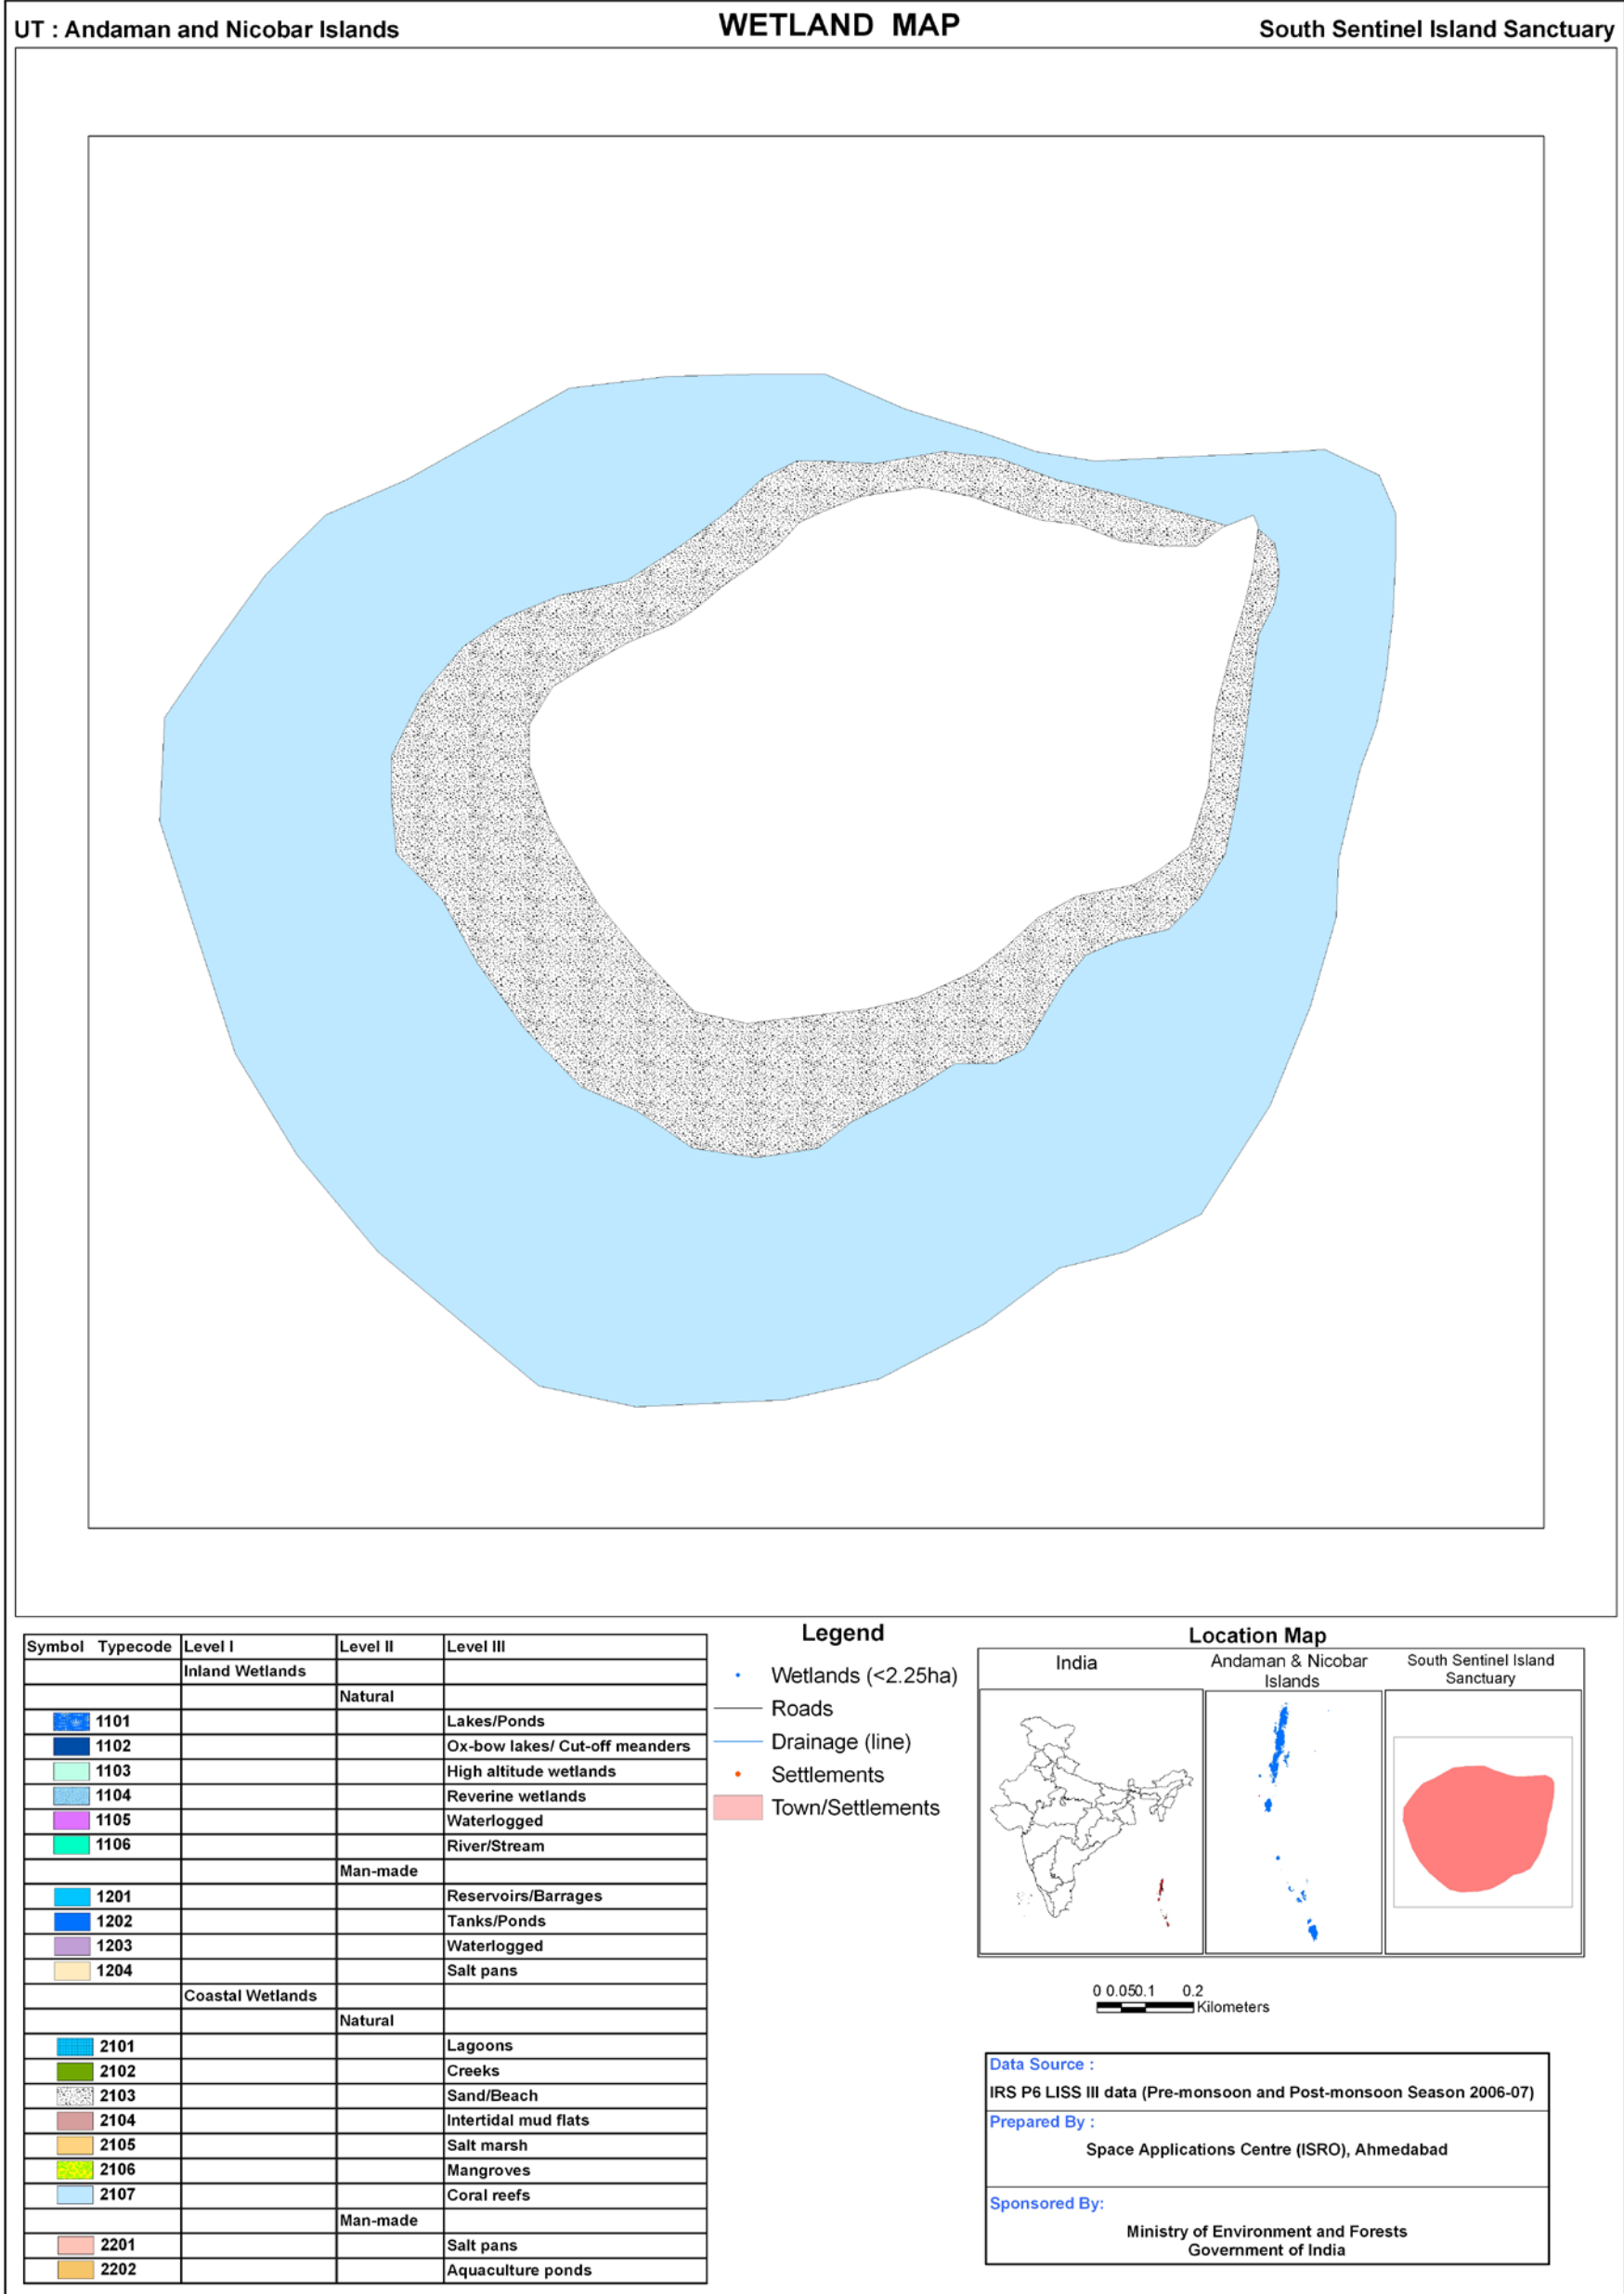 UT : Andaman and Nicobar Islands
WETLAND MAP
South Sentinel Island Sanctuary
Symbol Typecode Level I Level II Level III
Inland Wetlands
Natural
1101 Lakes/Ponds
1102 Ox-bow lakes/ Cut-off meanders
1103 High altitude wetlands
1104 Reverine wetlands
1105 Waterlogged
1106 River/Stream
Man-made
1201 Reservoirs/Barrages
1202 Tanks/Ponds
1203 Waterlogged
1204 Salt pans
Coastal Wetlands
Natural
2101 Lagoons
2102 Creeks
2103 Sand/Beach
2104 Intertidal mud flats
2105 Salt marsh
2106 Mangroves
2107 Coral reefs
Man-made
2201 Salt pans
2202 Aquaculture ponds
Legend
Wetlands (<2.25ha)
Roads
Drainage (line)
Settlements
Town/Settlements
Location Map
India
Andaman & Nicobar
Islands
South Sentinel Island
Sanctuary
0 0.050.1 0.2
Kilometers
Data Source :
IRS P6 LISS III data (Pre-monsoon and Post-monsoon Season 2006-07)
Prepared By :
Space Applications Centre (ISRO), Ahmedabad
Sponsored By:
Ministry of Environment and Forests
Government of India